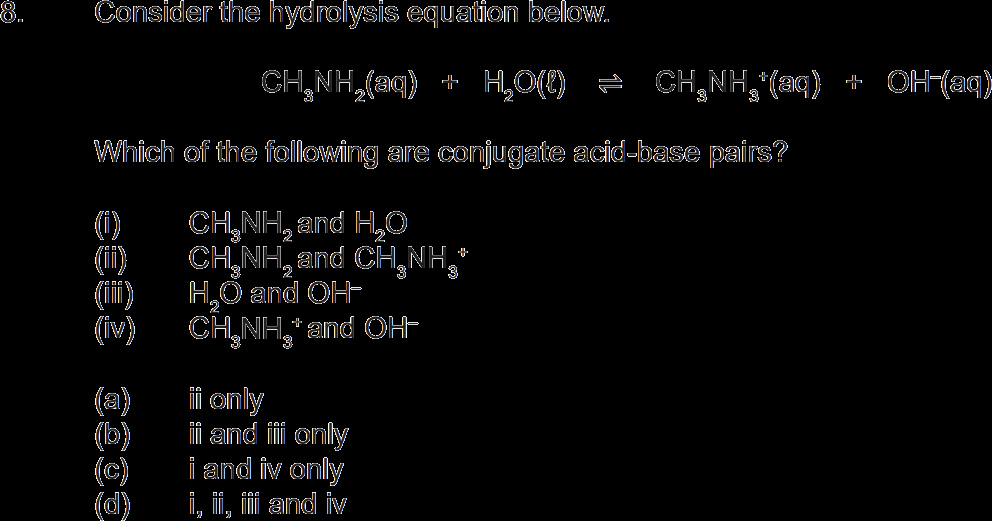 8. Consider the hydrolysis equation below.
CH₃NH₂(aq) + H₂O(ℓ) ⇌ CH₃NH₃⁺(aq) + OH⁻(aq)
Which of the following are conjugate acid-base pairs?
(i) CH₃NH₂ and H₂O
(ii) CH₃NH₂ and CH₃NH₃⁺
(iii) H₂O and OH⁻
(iv) CH₃NH₃⁺ and OH⁻
(a) ii only
(b) ii and iii only
(c) i and iv only
(d) i, ii, iii and iv